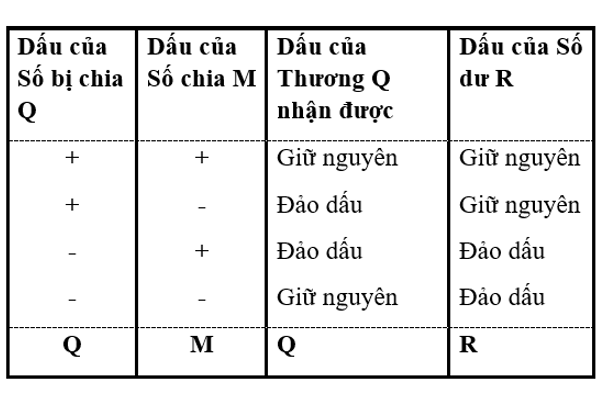 Dấu của Số bị chia Q | Dấu của Số chia M | Dấu của Thương Q nhận được | Dấu của Số dư R
+ | + | Giữ nguyên | Giữ nguyên
+ | - | Đảo dấu | Giữ nguyên
- | + | Đảo dấu | Đảo dấu
- | - | Giữ nguyên | Đảo dấu
Q | M | Q | R